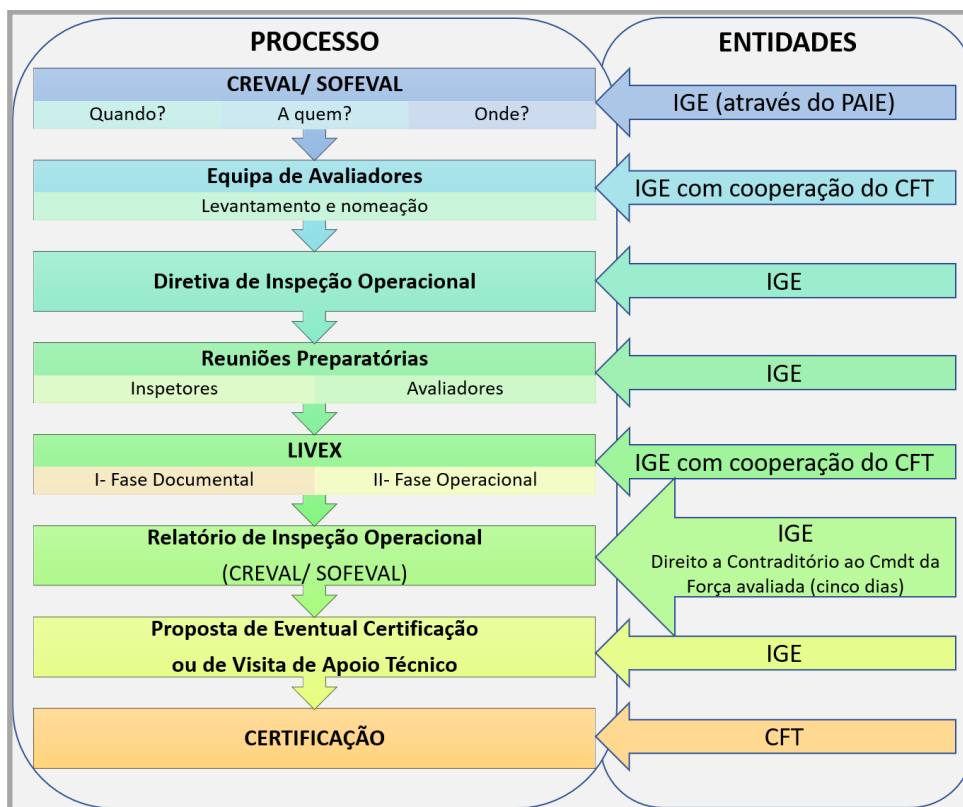 PROCESSO
ENTIDADES
CREVAL/ SOFEVAL
Quando?
A quem?
Onde?
IGE (através do PAIE)
Equipa de Avaliadores
Levantamento e nomeação
IGE com cooperação do CFT
Diretiva de Inspeção Operacional
IGE
Reuniões Preparatórias
Inspetores
Avaliadores
IGE
LIVEX
I- Fase Documental
II- Fase Operacional
IGE com cooperação do CFT
Relatório de Inspeção Operacional
(CREVAL/ SOFEVAL)
IGE
Direito a Contraditório ao Cmdt da
Força avaliada (cinco dias)
Proposta de Eventual Certificação
ou de Visita de Apoio Técnico
IGE
CERTIFICAÇÃO
CFT